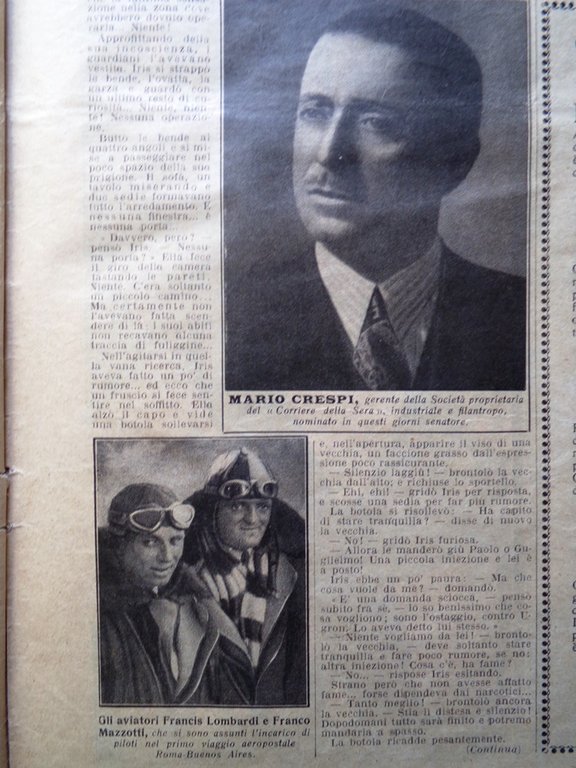 zione nella zona dove
avrebbero dovuto ope-
rarla. Niente!
Approfittando della
sua incoscienza, i
guardiani l'avevano
vestita. Iris si strappò
le bende, l'ovatta, la
garza e guardò con
un ultimo resto di cu-
riosità... Niente, nien-
te! Nessuna operazio-
ne.
Buttò le bende ai
quattro angoli e si mi-
se a passeggiare nel
poco spazio della sua
prigione. Il sofà, un
tavolo miserando e
due sedie formavano
tutto l'arredamento. E
nessuna finestra... e
nessuna porta...
« Davvero, però? —
pensò Iris. — Nessu-
na porta? » Ella fece
il giro della camera
tastando le pareti.
Niente. C'era soltanto
un piccolo camino...
Ma certamente non
l'avevano fatta scen-
dere di là: i suoi abiti
non recavano alcuna
traccia di fuliggine...
Nell'agitarsi in quel-
la vana ricerca, Iris
aveva fatto un po' di
rumore... ed ecco che
un fruscio si fece sen-
tire nel soffitto. Ella
alzò il capo e vide
una botola sollevarsi
MARIO CRESPI, gerente della Società proprietaria
del « Corriere della Sera », industriale e filantropo,
nominato in questi giorni senatore.
e, nell'apertura, apparire il viso di una
vecchia, un faccione grasso dall'espres-
sione poco rassicurante.
— Silenzio laggiù! — brontolò la vec-
chia dall'alto; e richiuse lo sportello.
— Ehi, ehi! — gridò Iris per risposta,
e scosse una sedia per far più rumore.
La botola si risollevò: — Ha capito
di stare tranquilla? — disse di nuovo
la vecchia.
— No! — gridò Iris furiosa.
— Allora le manderò giù Paolo o Gu-
glielmo! Una piccola iniezione e lei è
a posto!
Iris ebbe un po' paura: — Ma che
cosa vuole da me? — domandò.
« E' una domanda sciocca, — pensò
subito fra sè, — io so benissimo che co-
sa vogliono; sono l'ostaggio, contro U-
gron. Lo aveva detto lui stesso. »
— Niente vogliamo da lei! — bronto-
lò la vecchia, — deve soltanto stare
tranquilla e fare poco rumore, se no:
altra iniezione! Cosa c'è, ha fame?
— No... — rispose Iris esitando.
Strano però che non avesse affatto
fame... forse dipendeva dai narcotici...
— Tanto meglio! — brontolò ancora
la vecchia. — Stia lì distesa e silenzio!
Dopodomani tutto sarà finito e potremo
mandarla a spasso.
La botola ricadde pesantemente.
(Continua)
Gli aviatori Francis Lombardi e Franco
Mazzotti, che si sono assunti l'incarico di
piloti nel primo viaggio aeropostale
Roma-Buenos Aires.